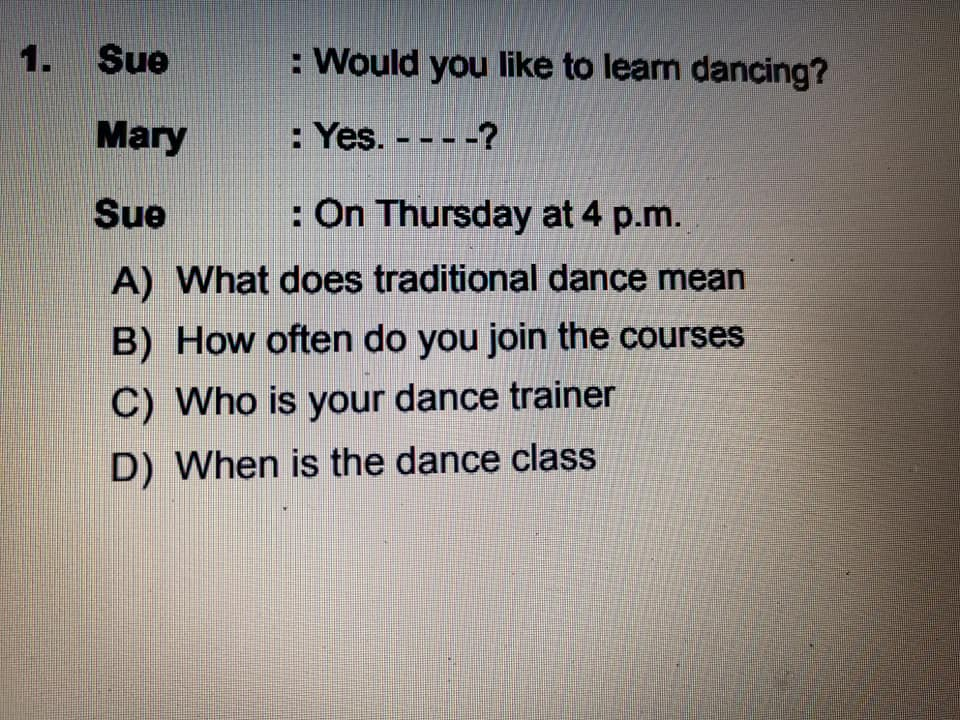 1. Sue : Would you like to learn dancing?
Mary : Yes. - - - -?
Sue : On Thursday at 4 p.m.
A) What does traditional dance mean
B) How often do you join the courses
C) Who is your dance trainer
D) When is the dance class